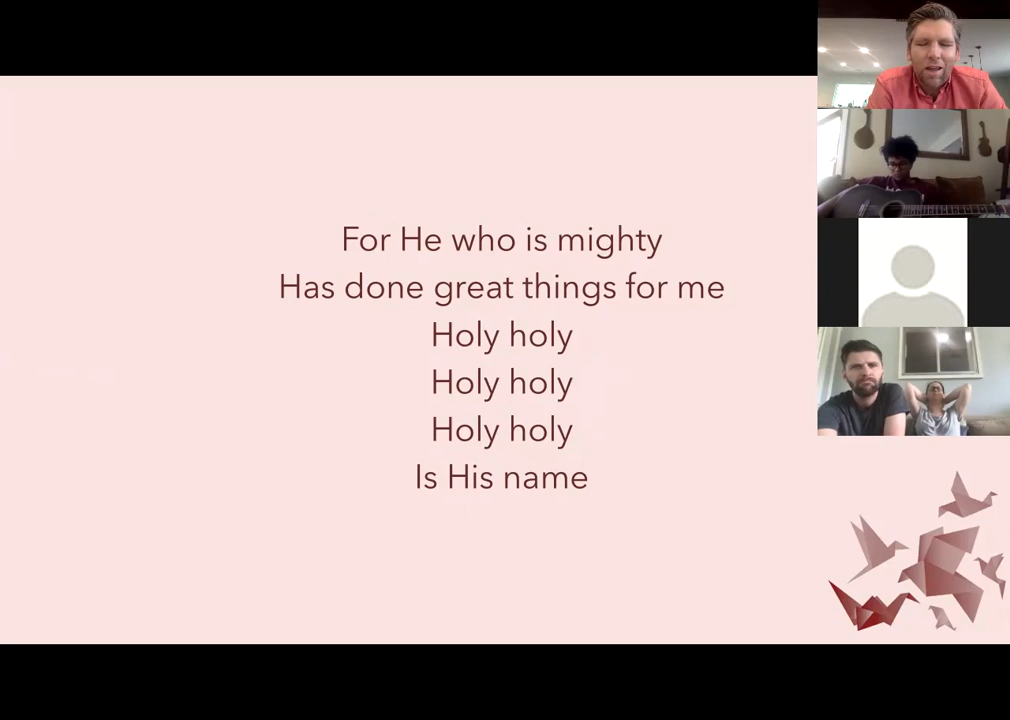 For He who is mighty
Has done great things for me
Holy holy
Holy holy
Holy holy
Is His name